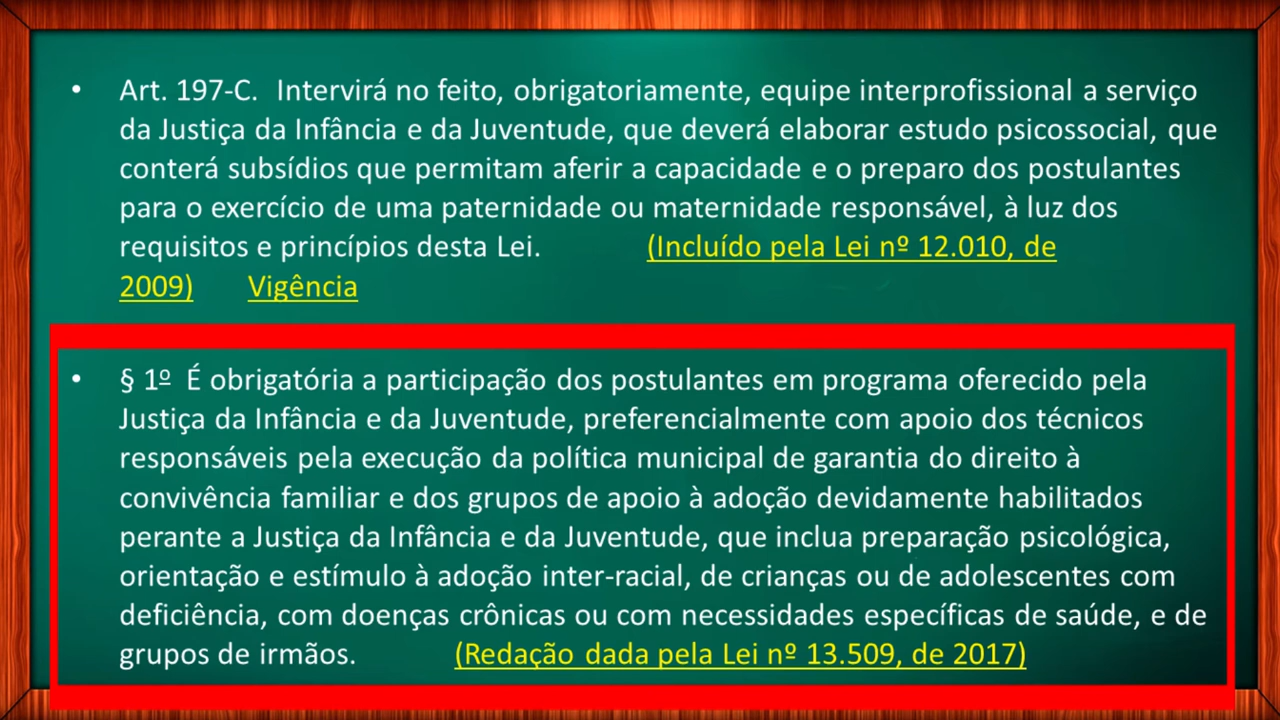 • Art. 197-C.  Intervirá no feito, obrigatoriamente, equipe interprofissional a serviço
da Justiça da Infância e da Juventude, que deverá elaborar estudo psicossocial, que
conterá subsídios que permitam aferir a capacidade e o preparo dos postulantes
para o exercício de uma paternidade ou maternidade responsável, à luz dos
requisitos e princípios desta Lei. (Incluído pela Lei nº 12.010, de
2009) Vigência
• § 1º É obrigatória a participação dos postulantes em programa oferecido pela
Justiça da Infância e da Juventude, preferencialmente com apoio dos técnicos
responsáveis pela execução da política municipal de garantia do direito à
convivência familiar e dos grupos de apoio à adoção devidamente habilitados
perante a Justiça da Infância e da Juventude, que inclua preparação psicológica,
orientação e estímulo à adoção inter-racial, de crianças ou de adolescentes com
deficiência, com doenças crônicas ou com necessidades específicas de saúde, e de
grupos de irmãos. (Redação dada pela Lei nº 13.509, de 2017)